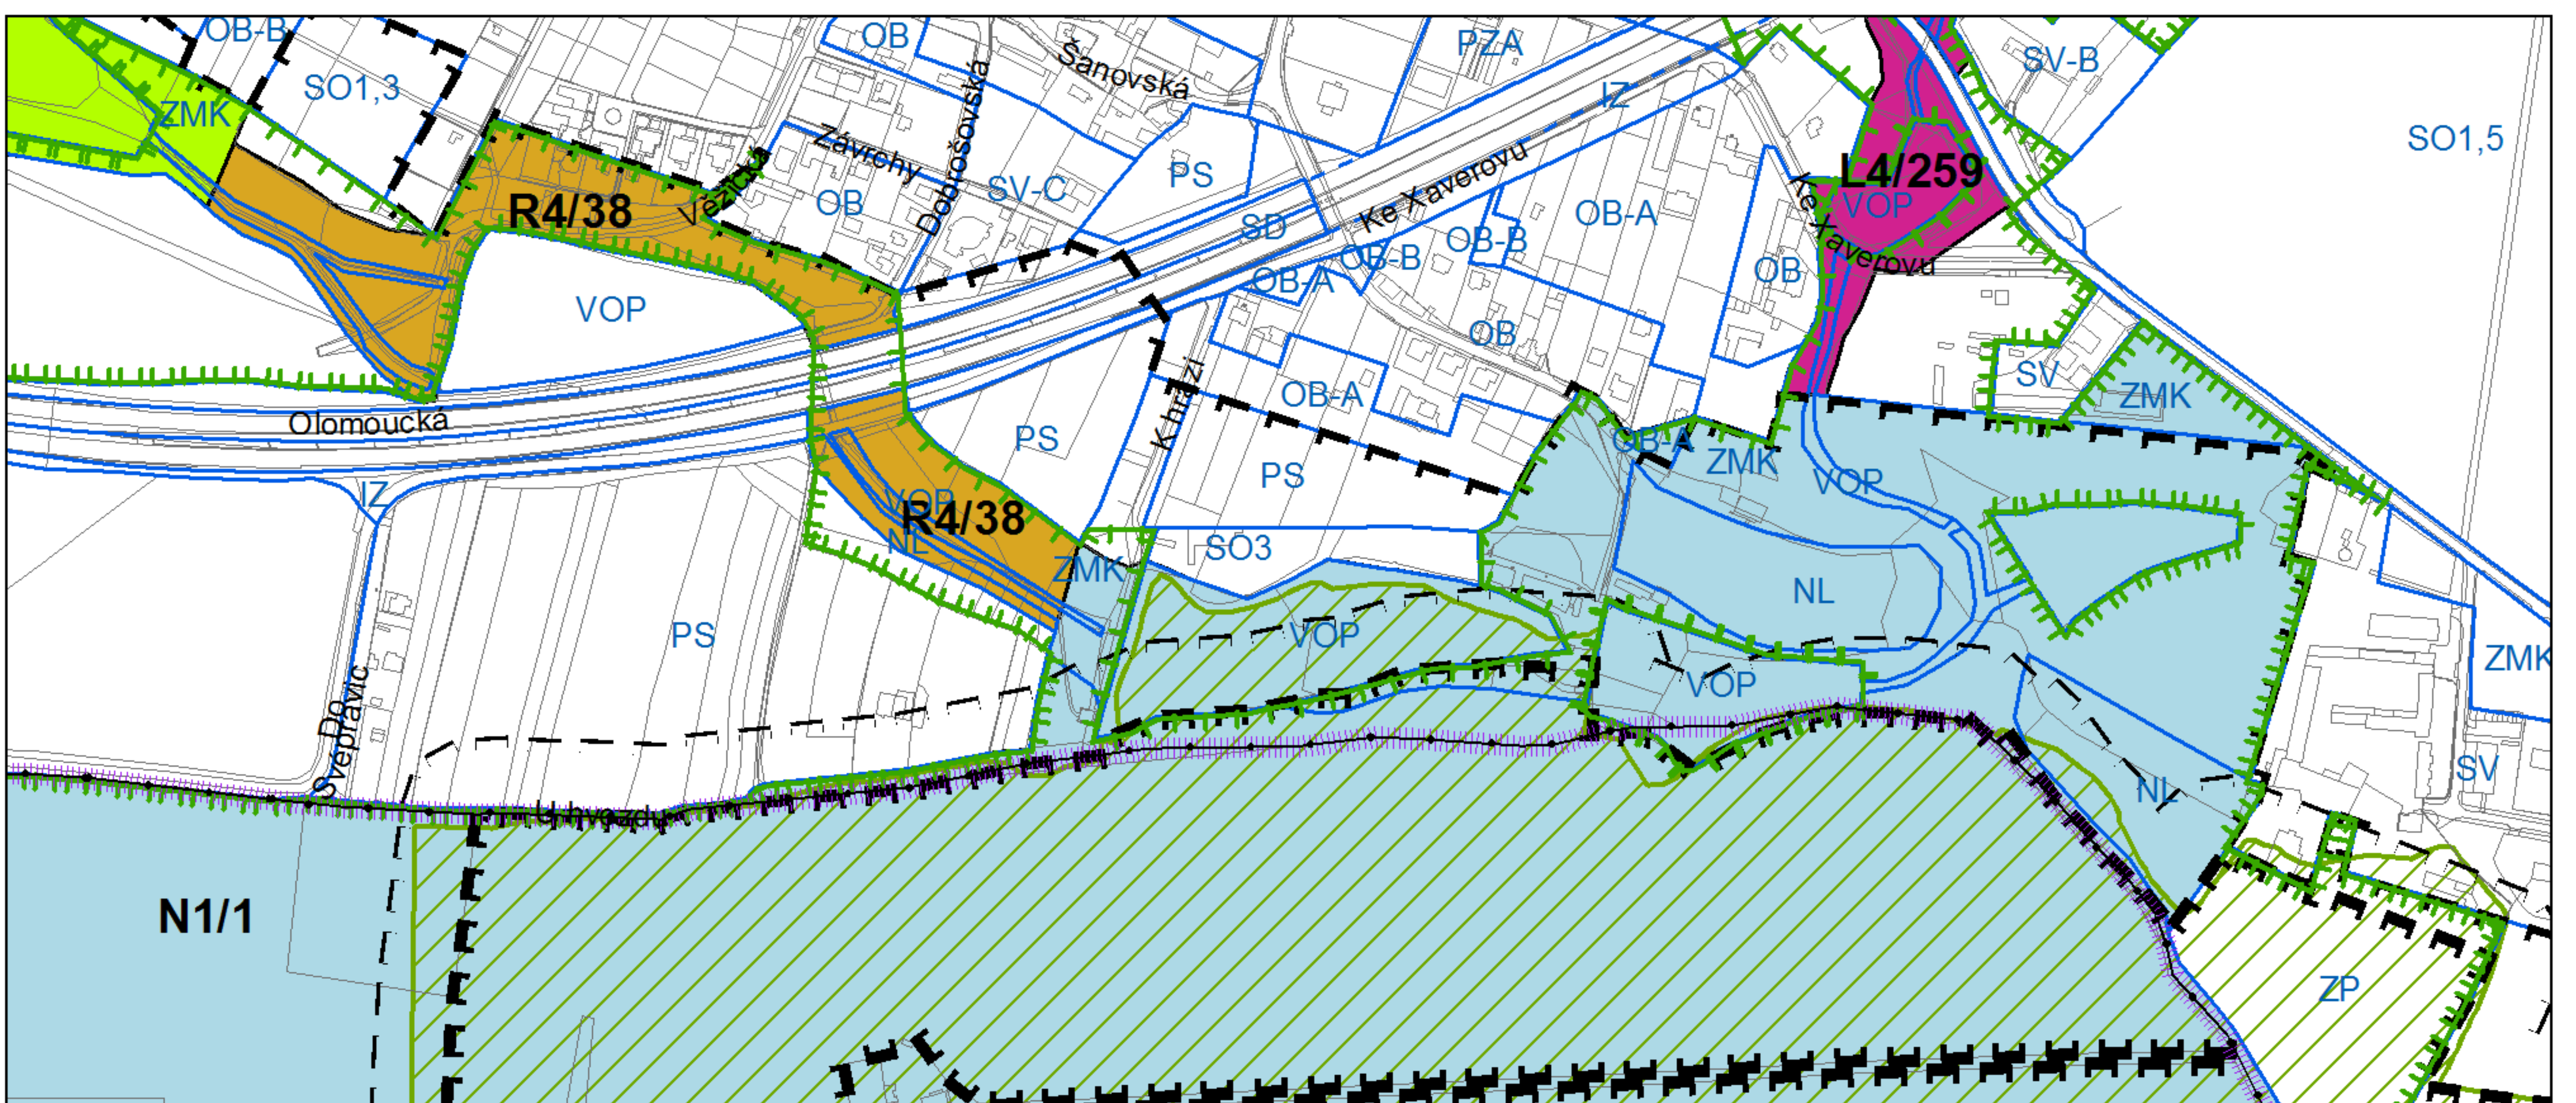 OB-B
OB
PZA
SV-B
SO1,3
Šanovská
IZ
ZMK
SO1,5
Závrchy
Dobrošovská
PS
Ke Xaverovu
L4/259
VOP
R4/38
Věžická
OB
SV-C
SD
OB-A
OB-B
OB-B
OB-A
OB
Ke Xaverovu
VOP
OB
SV
ZMK
OB-A
K hrázi
Olomoucká
PS
OB-A
ZMK
VOP
PS
IZ
VOP
R4/38
NL
SO3
ZMK
NL
PS
VOP
VOP
ZMK
Do
Svépravic
SV
NL
U hvozdu
N1/1
ZP